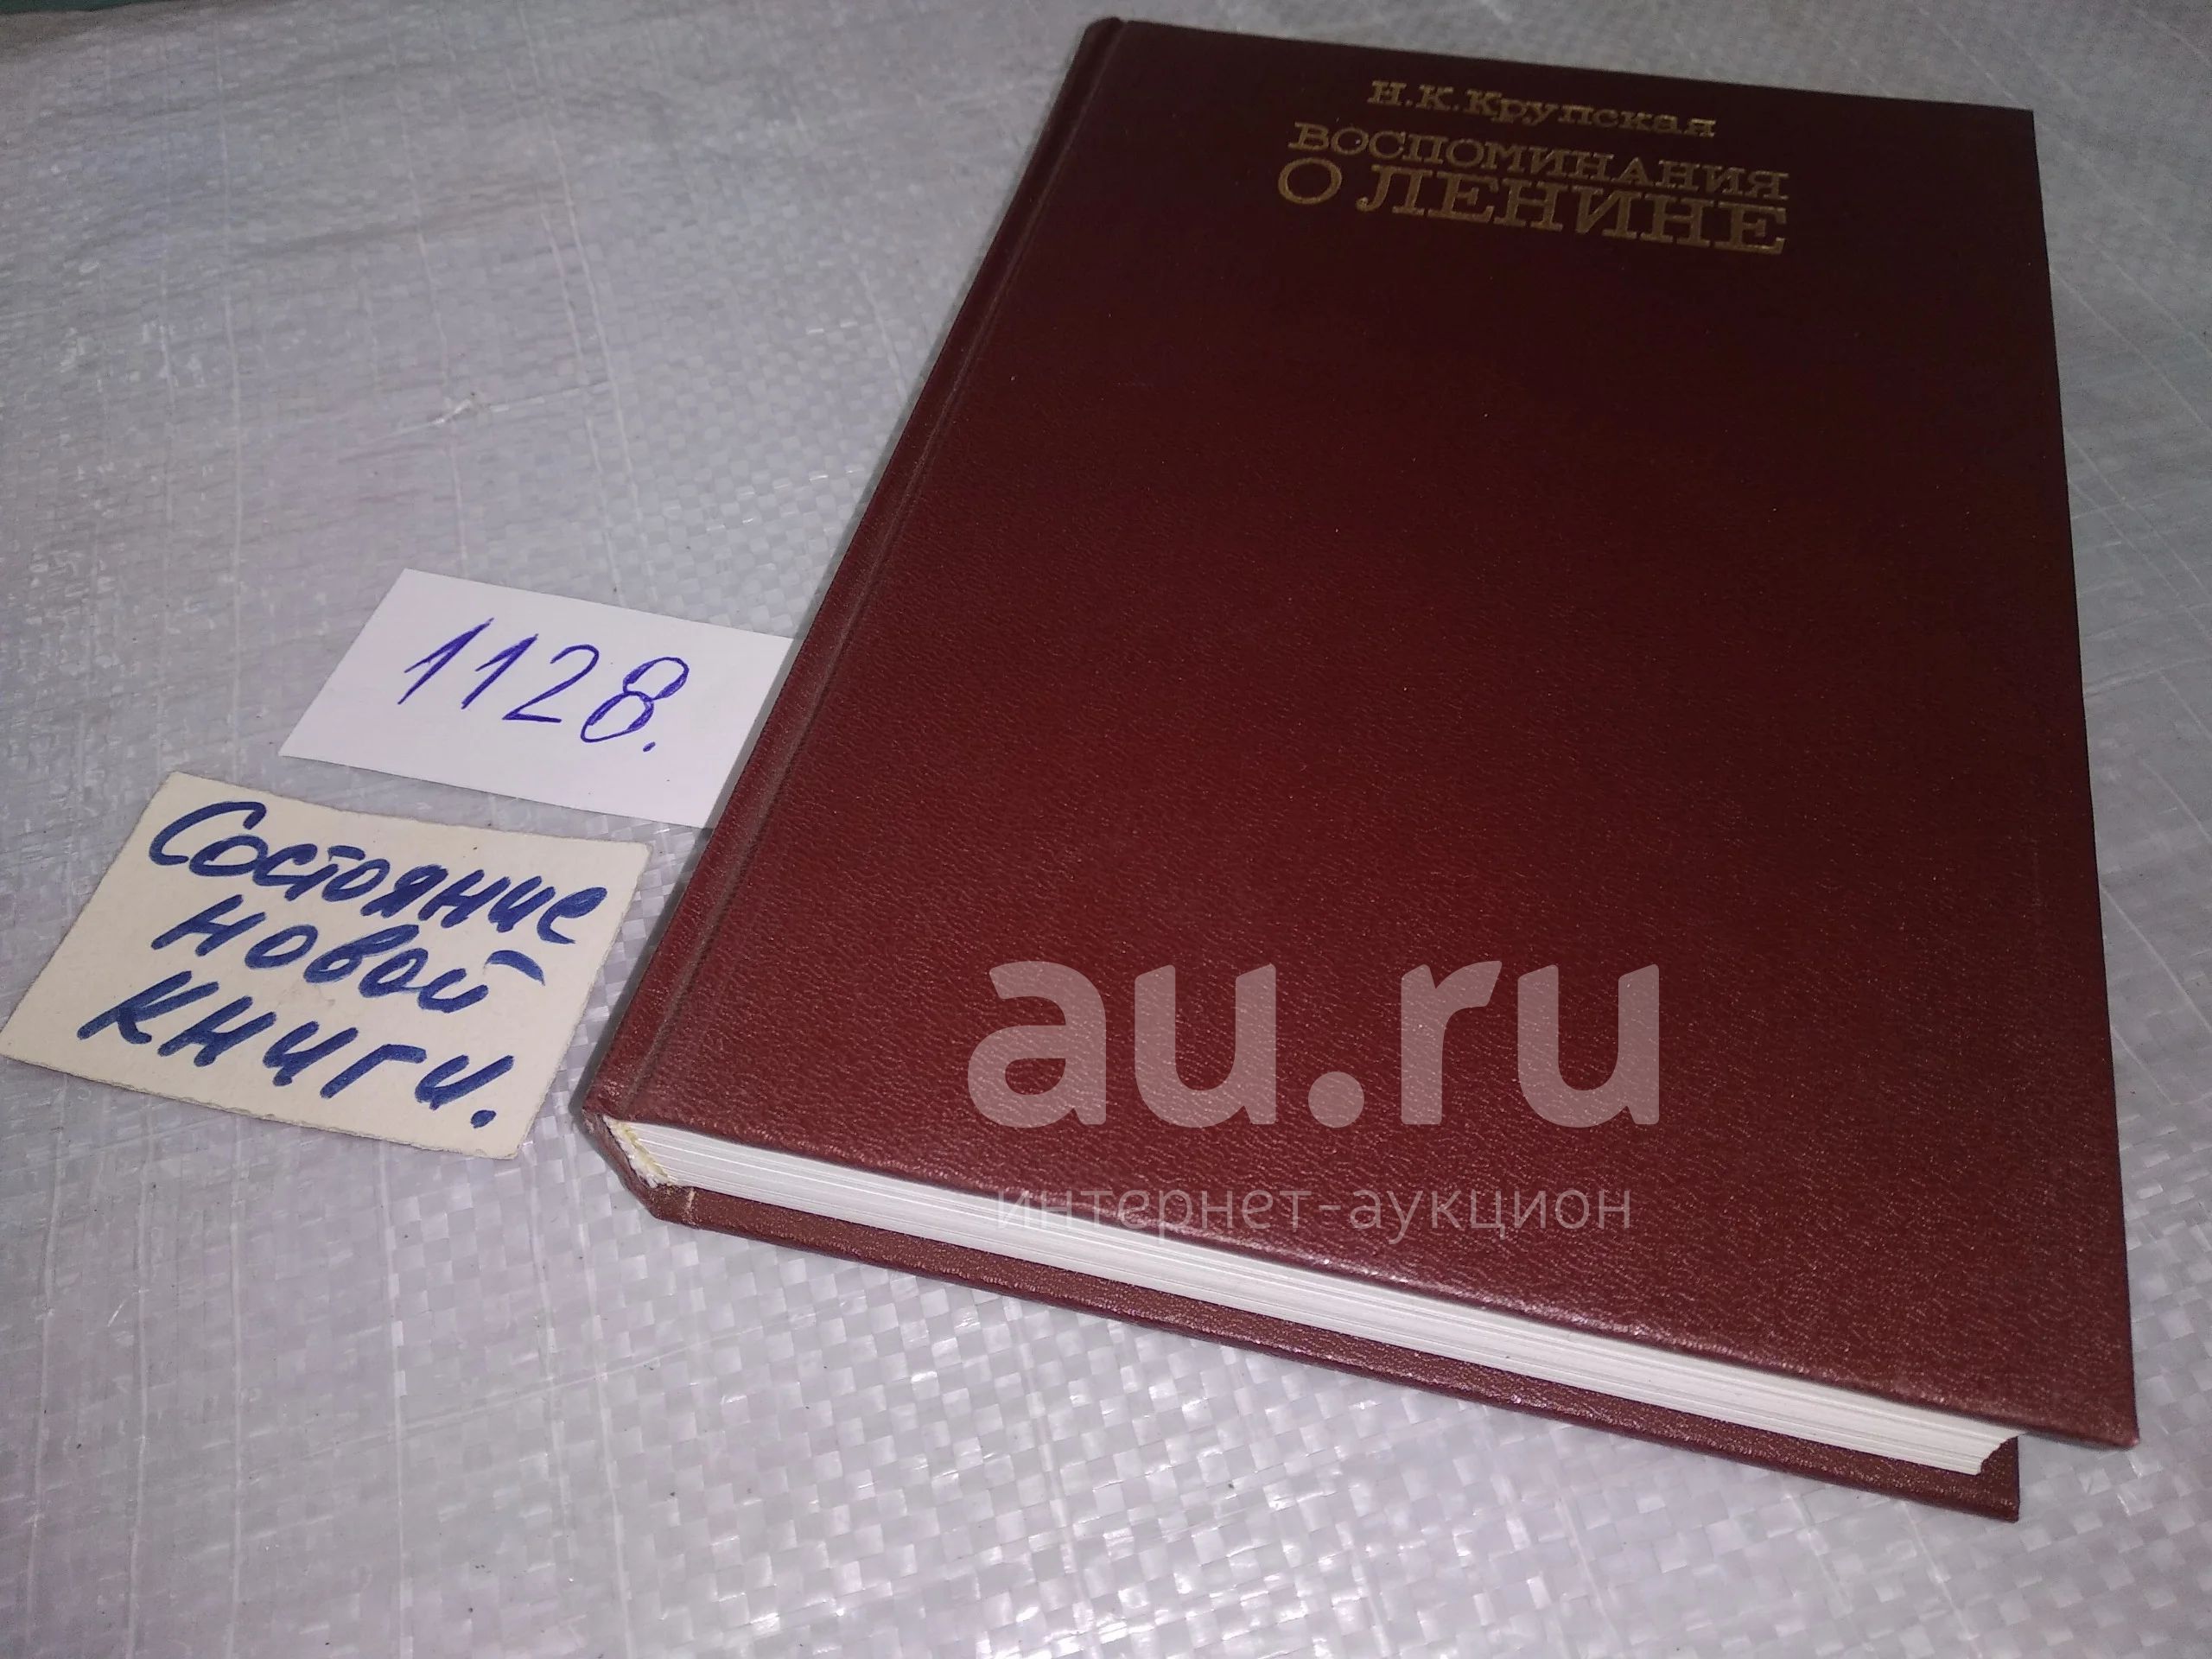 Н.К.Крупская
ВОСПОМИНАНИЯ
О ЛЕНИНЕ
1128.
Состояние
новой
книги.
au.ru
интернет-аукцион